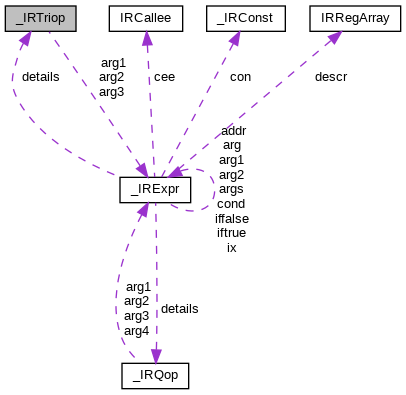 _IRTriop
IRCallee
_IRConst
IRRegArray
details
arg1
arg2
arg3
cee
con
descr
addr
arg
arg1
arg2
args
cond
iffalse
iftrue
ix
_IRExpr
arg1
arg2
arg3
arg4
details
_IRQop